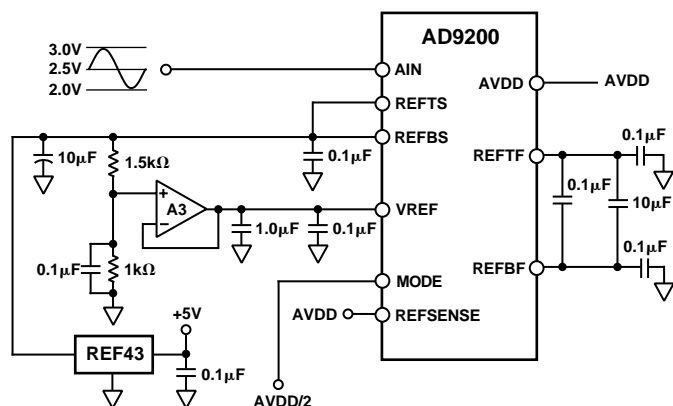 AD9200
3.0V
2.5V
2.0V
AIN
AVDD
AVDD
REFTS
REFBS
10µF
1.5kΩ
0.1µF
REFTF
0.1µF
0.1µF
10µF
A3
VREF
1.0µF
0.1µF
0.1µF
1kΩ
REFBF
0.1µF
MODE
AVDD
REFSENSE
+5V
REF43
0.1µF
AVDD/2